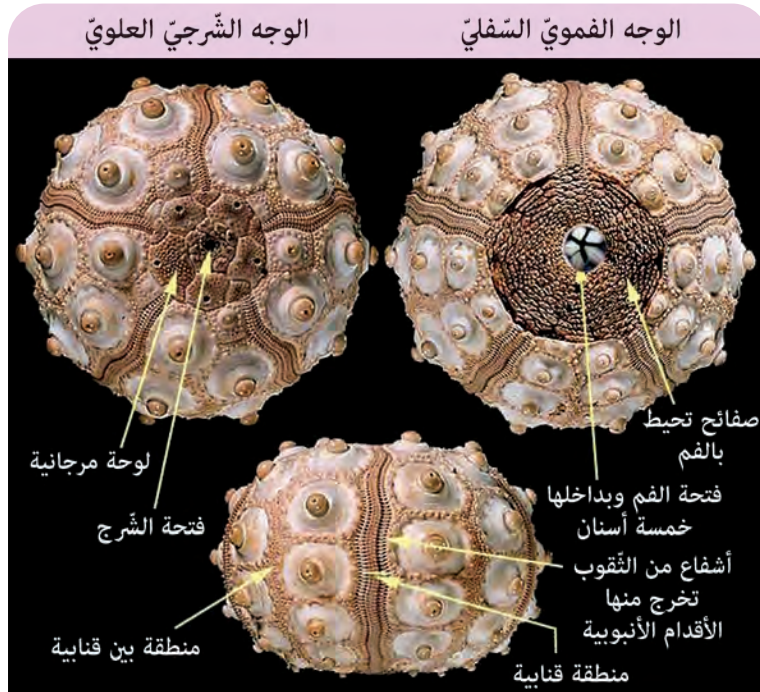 الوجه الفمويّ السّفليّ
الوجه الشّرجيّ العلويّ
صفائح تحيط
بالفم
فتحة الفم وبداخلها
خمسة أسنان
لوحة مرجانية
فتحة الشّرج
أشفاع من الثّقوب
تخرج منها
الأقدام الأنبوبية
منطقة قنابية
منطقة بين قنابية